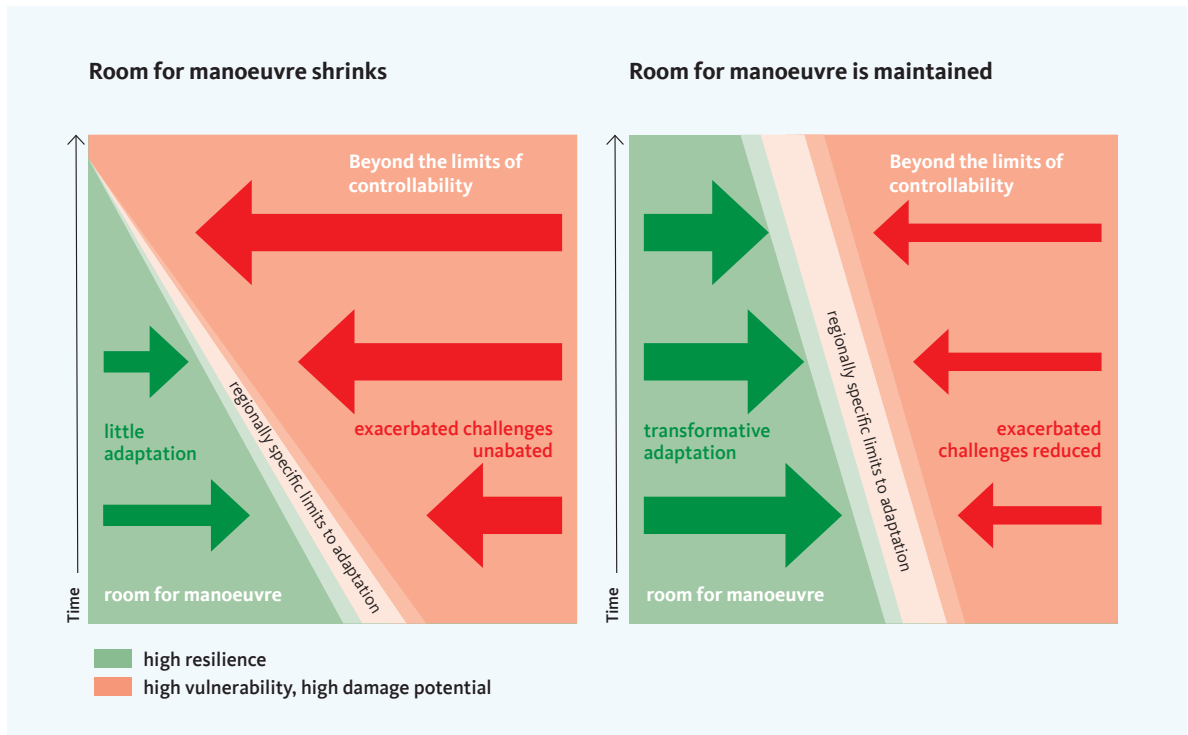 Room for manoeuvre shrinks
Time
Beyond the limits of
controllability
little
adaptation
regionally specific limits to adaptation
exacerbated challenges
unabated
room for manoeuvre
Room for manoeuvre is maintained
Time
Beyond the limits of
controllability
transformative
adaptation
regionally specific limits to adaptation
exacerbated
challenges reduced
room for manoeuvre
high resilience
high vulnerability, high damage potential